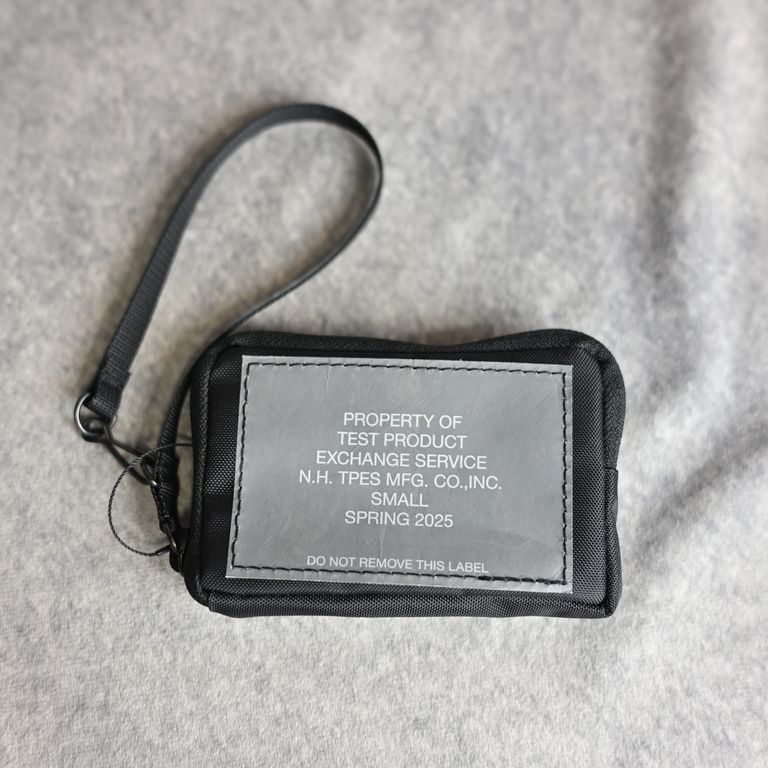 PROPERTY OF
TEST PRODUCT
EXCHANGE SERVICE
N.H. TPES MFG. CO.,INC.
SMALL
SPRING 2025
DO NOT REMOVE THIS LABEL